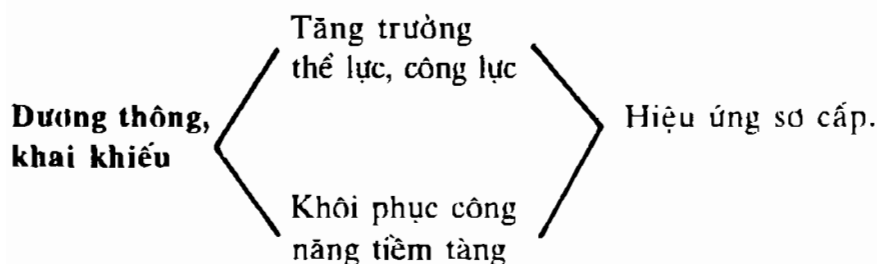 Tăng trưởng
thể lực, công lực
Dương thông,
khai khiếu
Hiệu ứng sơ cấp.
Khôi phục công
năng tiềm tàng